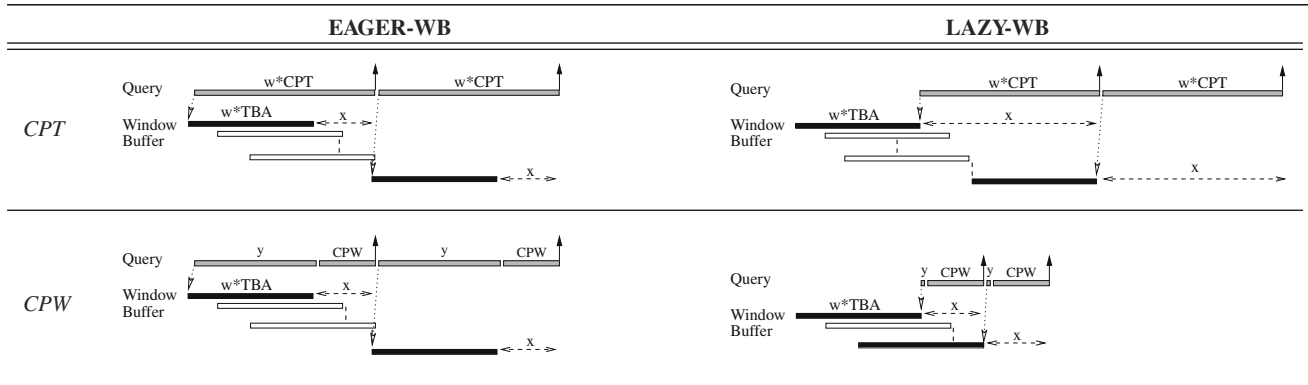 EAGER-WB LAZY-WB
CPT
Query
w*CPT w*CPT
Window
Buffer
w*TBA x
x
Query
w*CPT w*CPT
Window
Buffer
w*TBA x
x
CPW
Query
y CPW y CPW
Window
Buffer
w*TBA x
x
Query
y CPW y CPW
Window
Buffer
w*TBA x
x